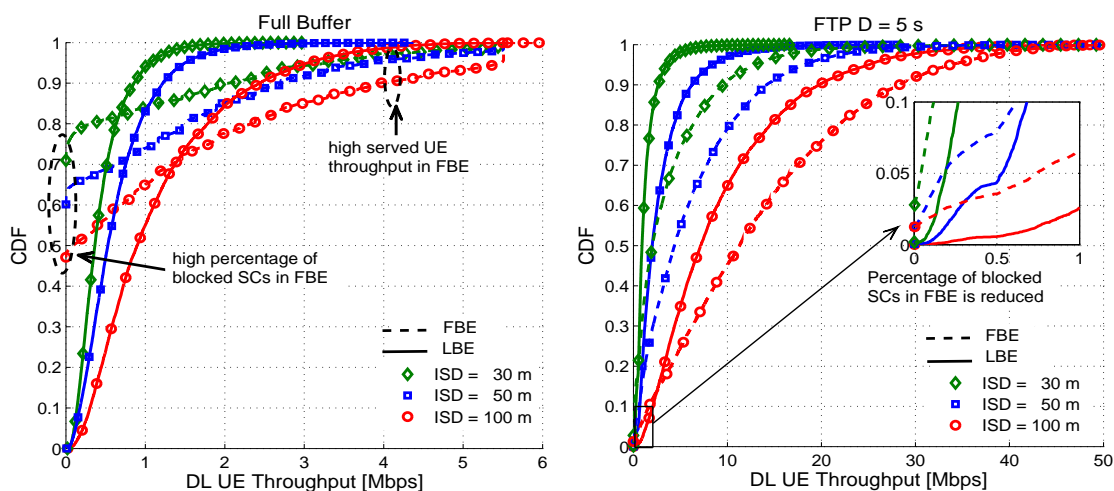 Full Buffer
1
0.9
0.8
0.7
0.6
0.5
0.4
0.3
0.2
0.1
0
CDF
high served UE
throughput in FBE
high percentage of
blocked SCs in FBE
FBE
LBE
ISD = 30 m
ISD = 50 m
ISD = 100 m
0 1 2 3 4 5 6
DL UE Throughput [Mbps]
FTP D = 5 s
1
0.9
0.8
0.7
0.6
0.5
0.4
0.3
0.2
0.1
0
CDF
0.1
0.05
0
0 0.5 1
Percentage of blocked
SCs in FBE is reduced
FBE
LBE
ISD = 30 m
ISD = 50 m
ISD = 100 m
0 10 20 30 40 50
DL UE Throughput [Mbps]